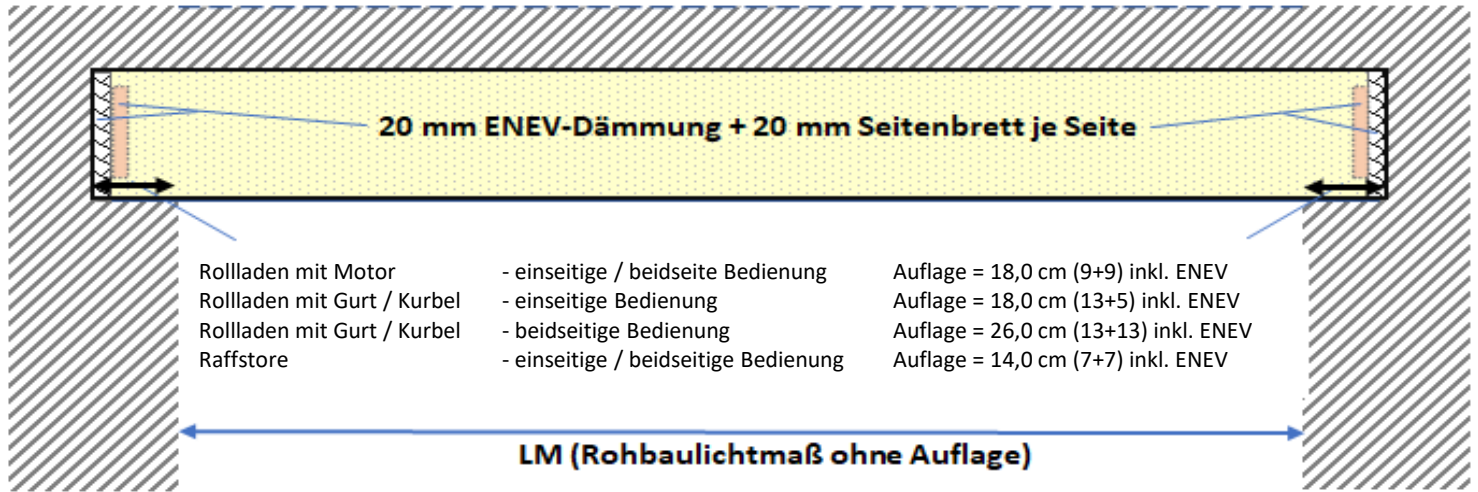 20 mm ENEV-Dämmung + 20 mm Seitenbrett je Seite
Rollladen mit Motor - einseitige / beidseite Bedienung Auflage = 18,0 cm (9+9) inkl. ENEV
Rollladen mit Gurt / Kurbel - einseitige Bedienung Auflage = 18,0 cm (13+5) inkl. ENEV
Rollladen mit Gurt / Kurbel - beidseitige Bedienung Auflage = 26,0 cm (13+13) inkl. ENEV
Raffstore - einseitige / beidseitige Bedienung Auflage = 14,0 cm (7+7) inkl. ENEV
LM (Rohbaulichtmaß ohne Auflage)